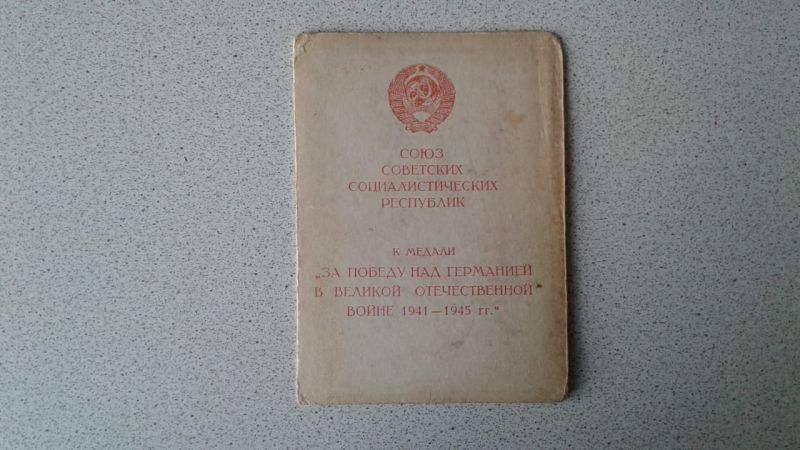 СОЮЗ
СОВЕТСКИХ
СОЦИАЛИСТИЧЕСКИХ
РЕСПУБЛИК
К МЕДАЛИ
„ЗА ПОБЕДУ НАД ГЕРМАНИЕЙ
В ВЕЛИКОЙ ОТЕЧЕСТВЕННОЙ
ВОЙНЕ 1941—1945 гг."